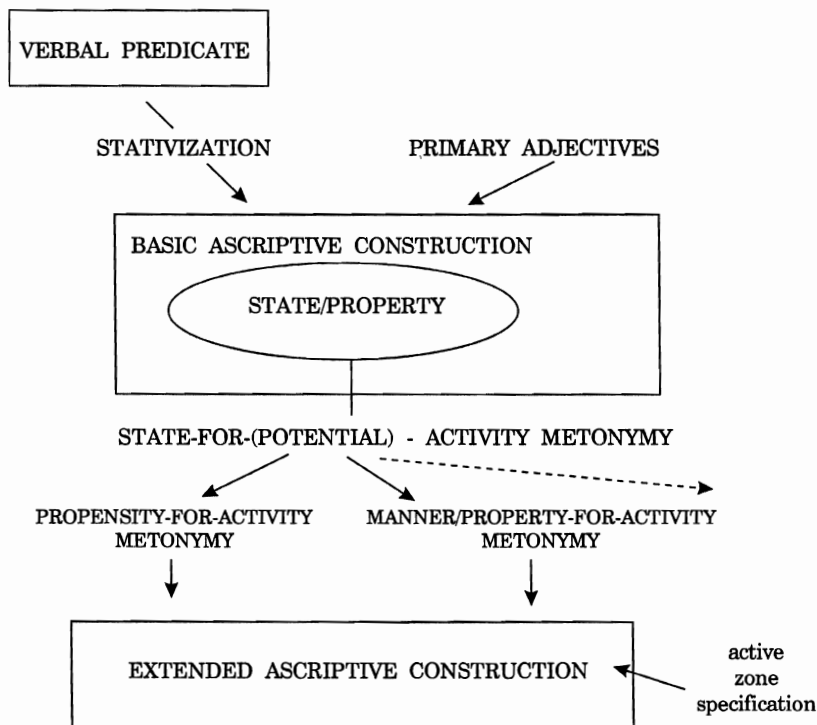 VERBAL PREDICATE
STATIVIZATION
PRIMARY ADJECTIVES
BASIC ASCRIPTIVE CONSTRUCTION
STATE/PROPERTY
STATE-FOR-(POTENTIAL) - ACTIVITY METONYMY
PROPENSITY-FOR-ACTIVITY
METONYMY
MANNER/PROPERTY-FOR-ACTIVITY
METONYMY
EXTENDED ASCRIPTIVE CONSTRUCTION
active
zone
specification